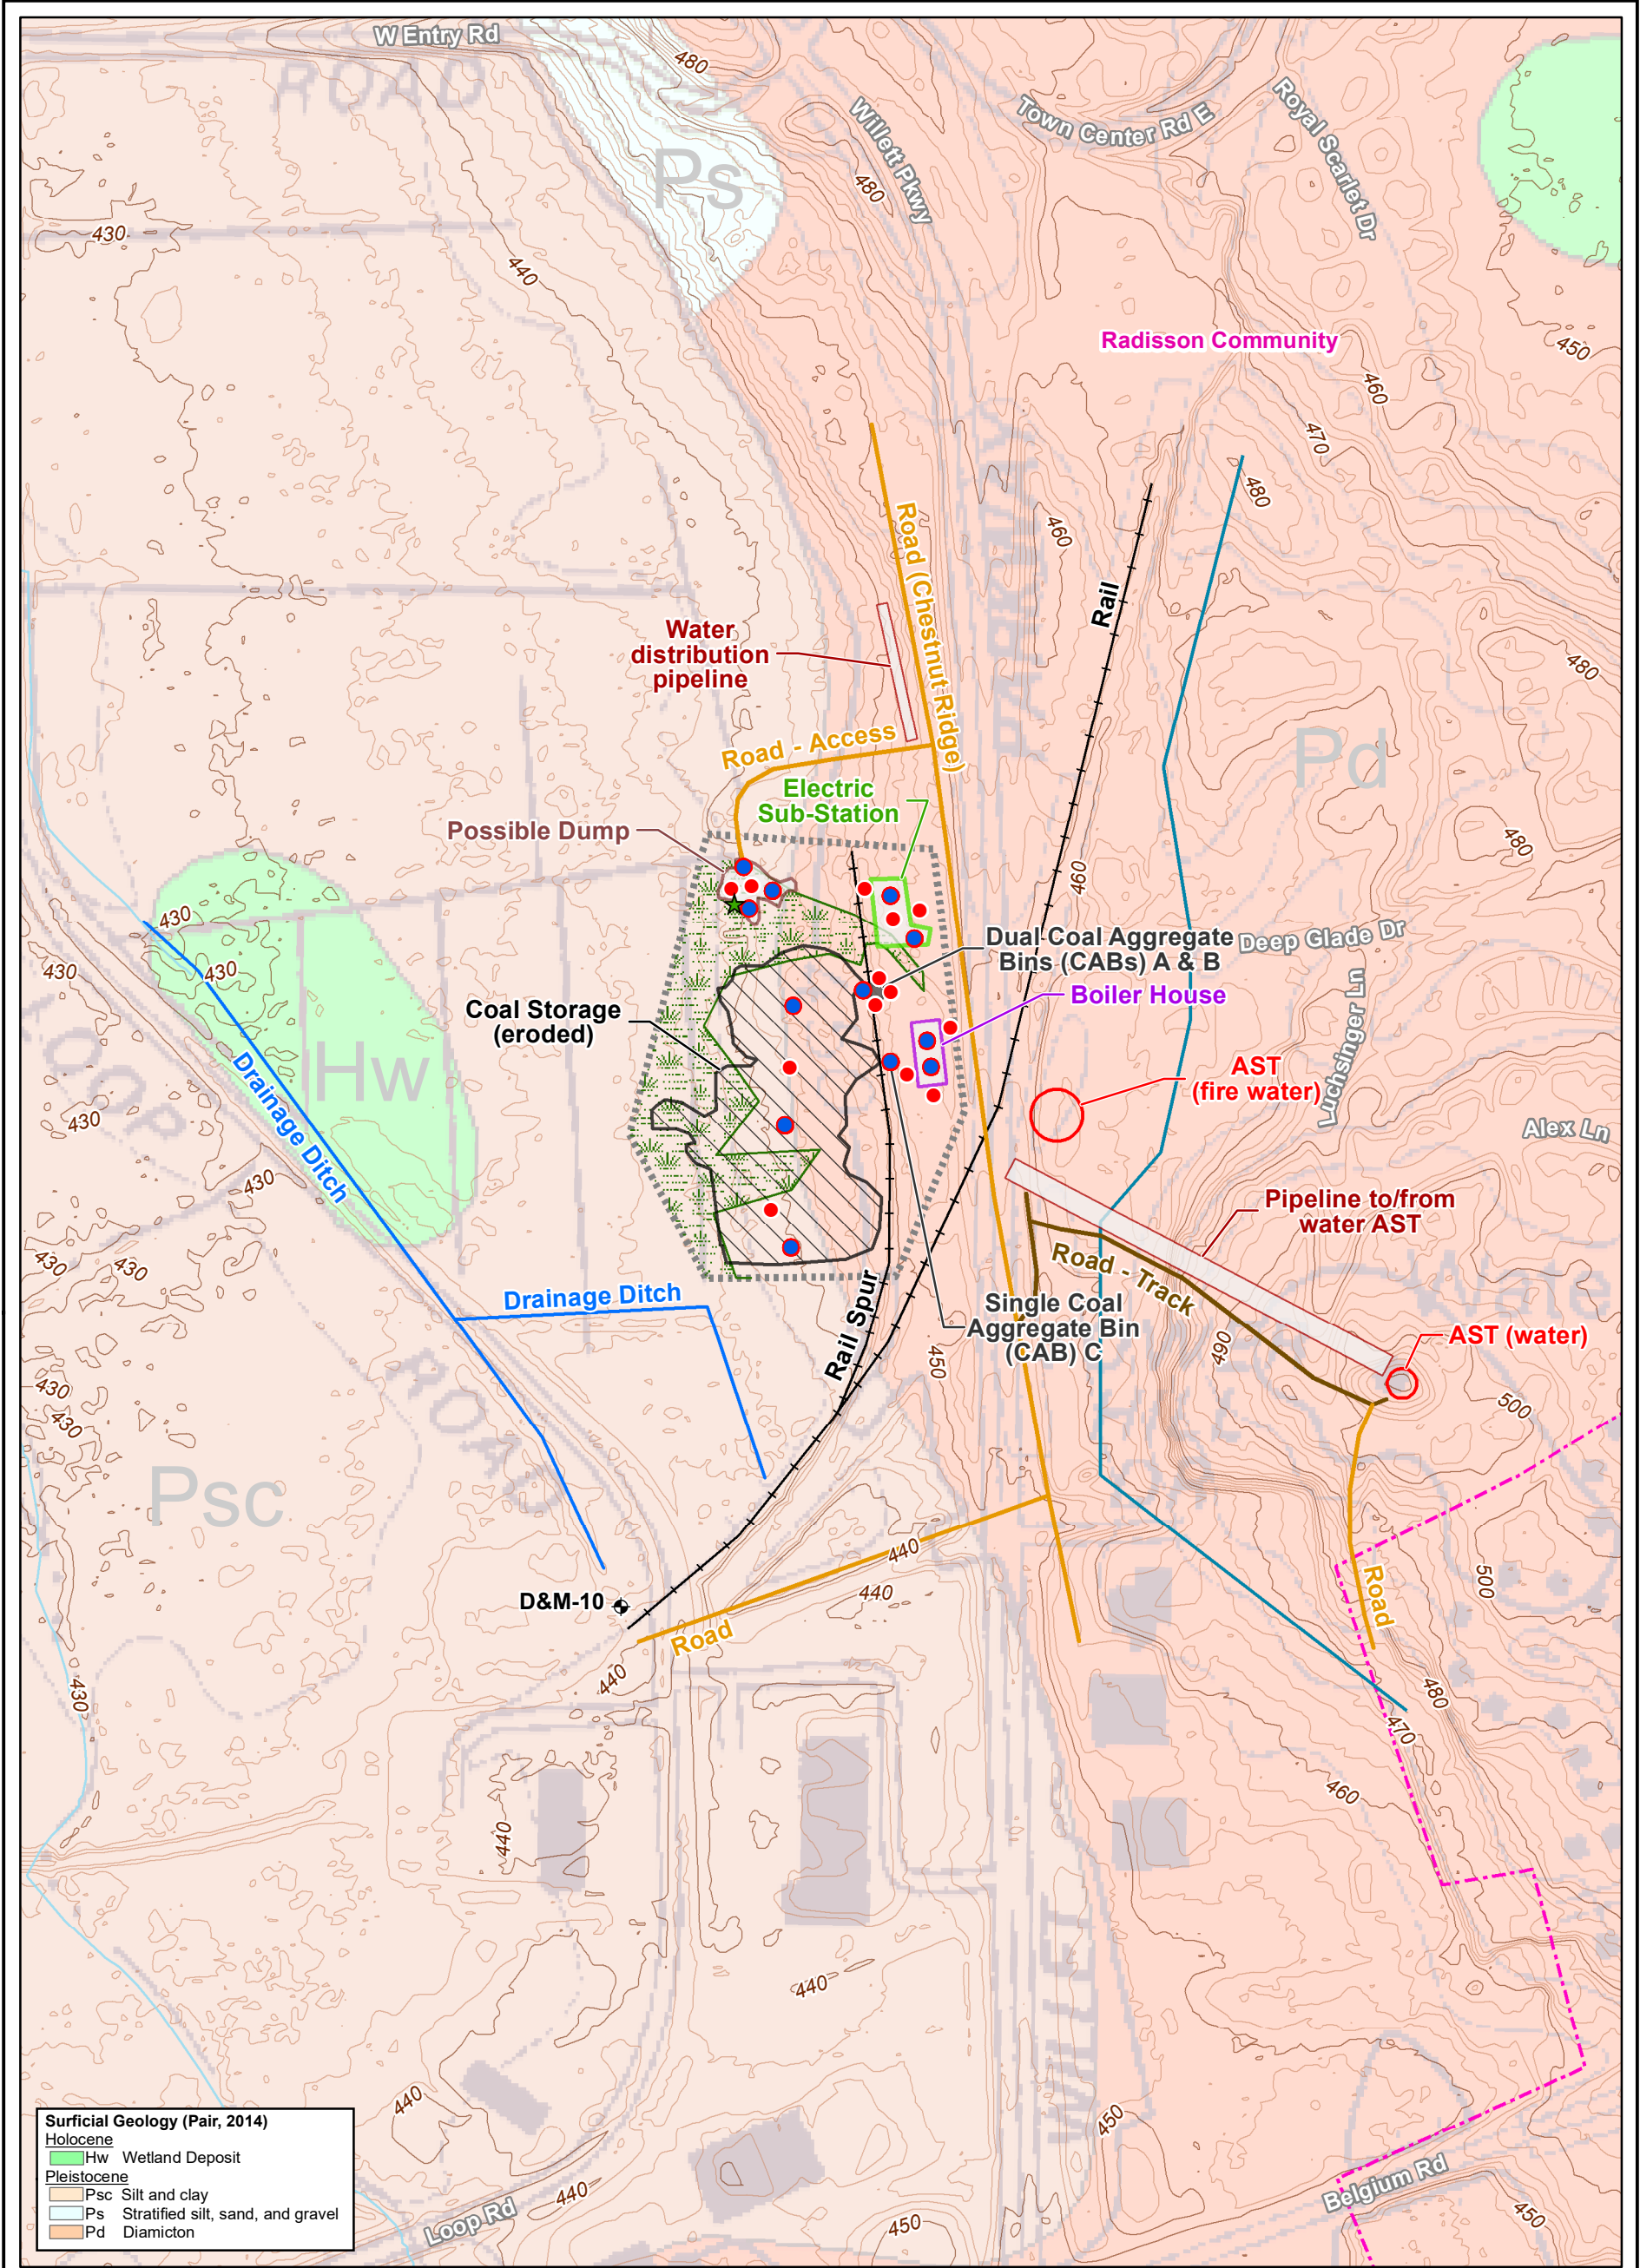 W Entry Rd
ROAD
480
Willett Pkwy
Town Center Rd E
Royal Scarlet Dr
Ps
480
430
440
Radisson Community
450
460
470
480
Road (Chestnut Ridge)
460
Rail
PARKING
Water
distribution
pipeline
480
Road - Access
Pd
Electric
Sub-Station
Possible Dump
480
460
430
Dual Coal Aggregate
Bins (CABs) A & B
Deep Glade Dr
430
430
Boiler House
Coal Storage
(eroded)
Luchsinger Ln
LOOP
Hw
AST
(fire water)
430
Alex Ln
Drainage Ditch
430
Pipeline to/from
water AST
430
430
Road - Track
Drainage Ditch
Single Coal
Aggregate Bin
(CAB) C
Rail Spur
490
AST (water)
450
430
430
500
ROAD
Psc
440
440
500
D&M-10
Road
Road
440
430
480
470
460
440
440
WILLETT
440
450
Surficial Geology (Pair, 2014)
Holocene
Hw Wetland Deposit
Pleistocene
Psc Silt and clay
Ps Stratified silt, sand, and gravel
Pd Diamicton
Loop Rd
440
450
Belgium Rd
450